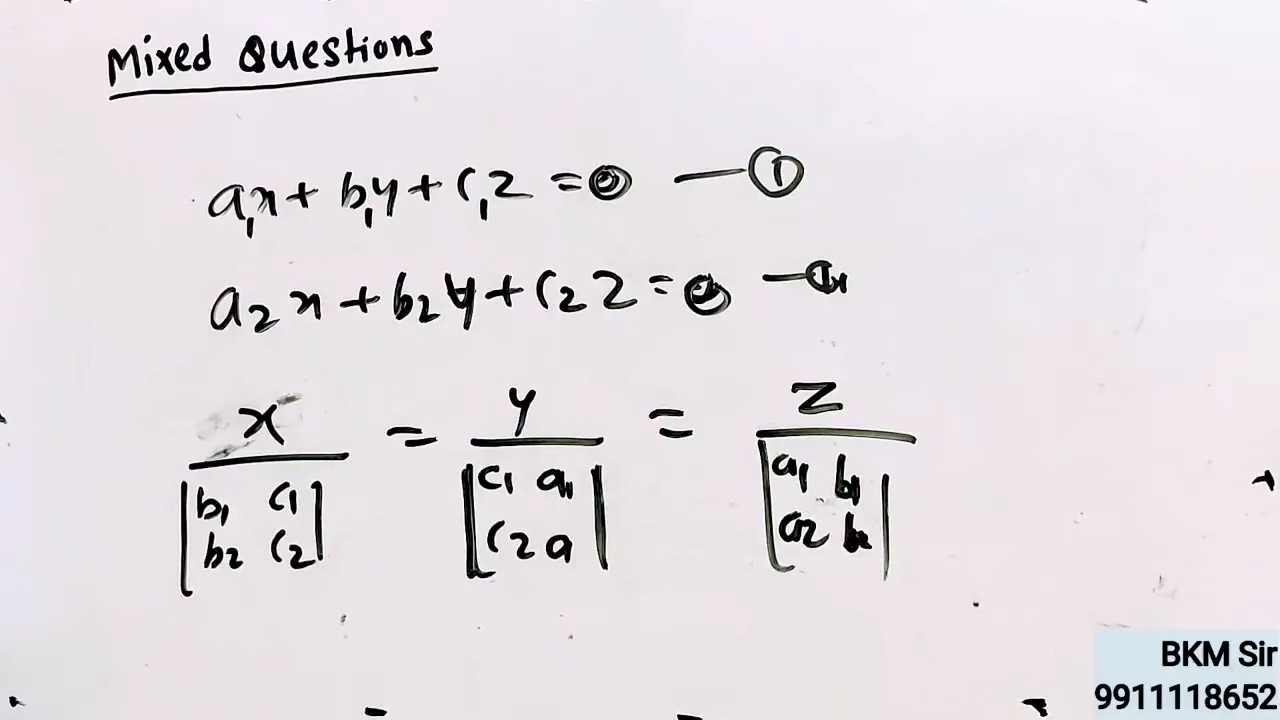 Mixed Questions
a₁x + b₁y + c₁z = 0 — ①
a₂x + b₂y + c₂z = 0 —
x = y = z
|b₁ c₁| |c₁ a₁| |a₁ b₁|
|b₂ c₂| |c₂ a| |a₂ b₂|
BKM Sir
9911118652